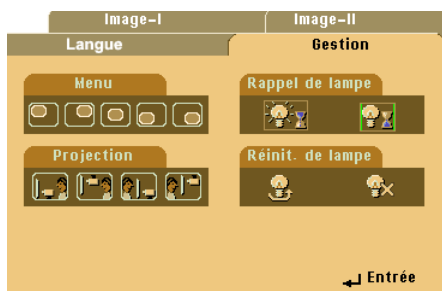 Image-I
Image-II
Langue
Gestion
Menu
Rappel de lampe
Projection
Réinit. de lampe
Entrée